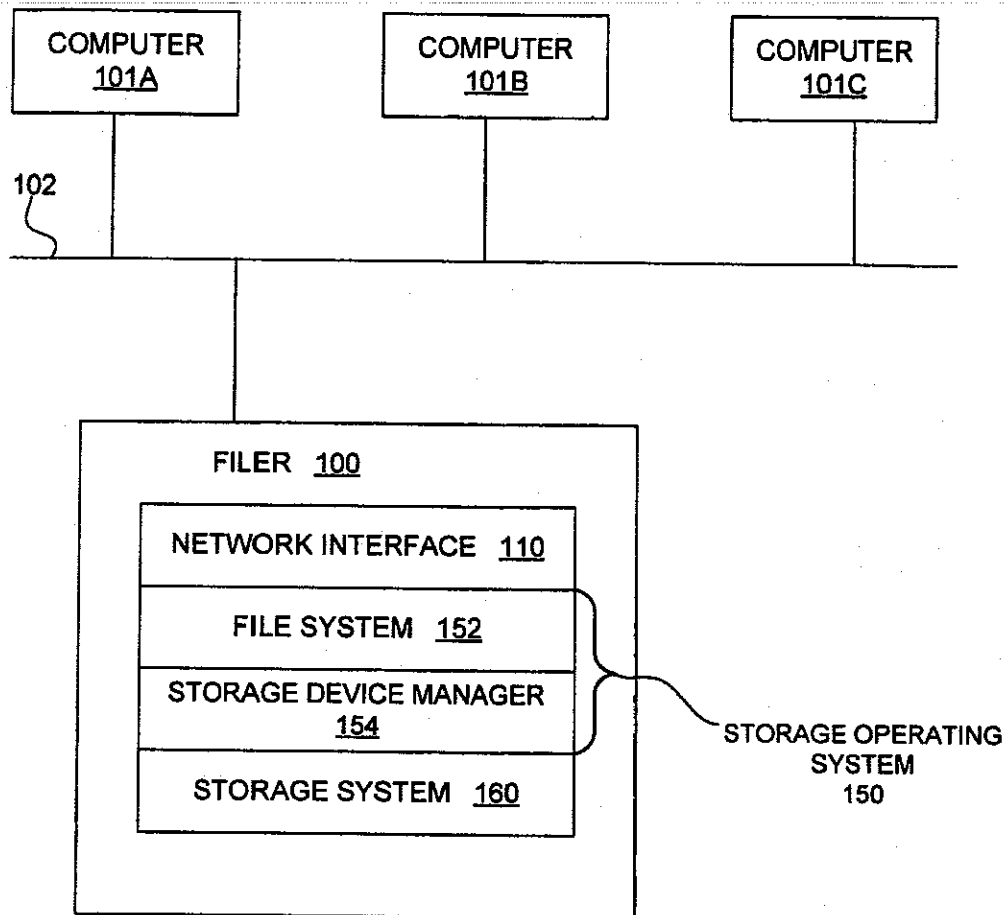 COMPUTER
101A
COMPUTER
101B
COMPUTER
101C
102
FILER 100
NETWORK INTERFACE 110
FILE SYSTEM 152
STORAGE DEVICE MANAGER
154
STORAGE SYSTEM 160
STORAGE OPERATING
SYSTEM
150